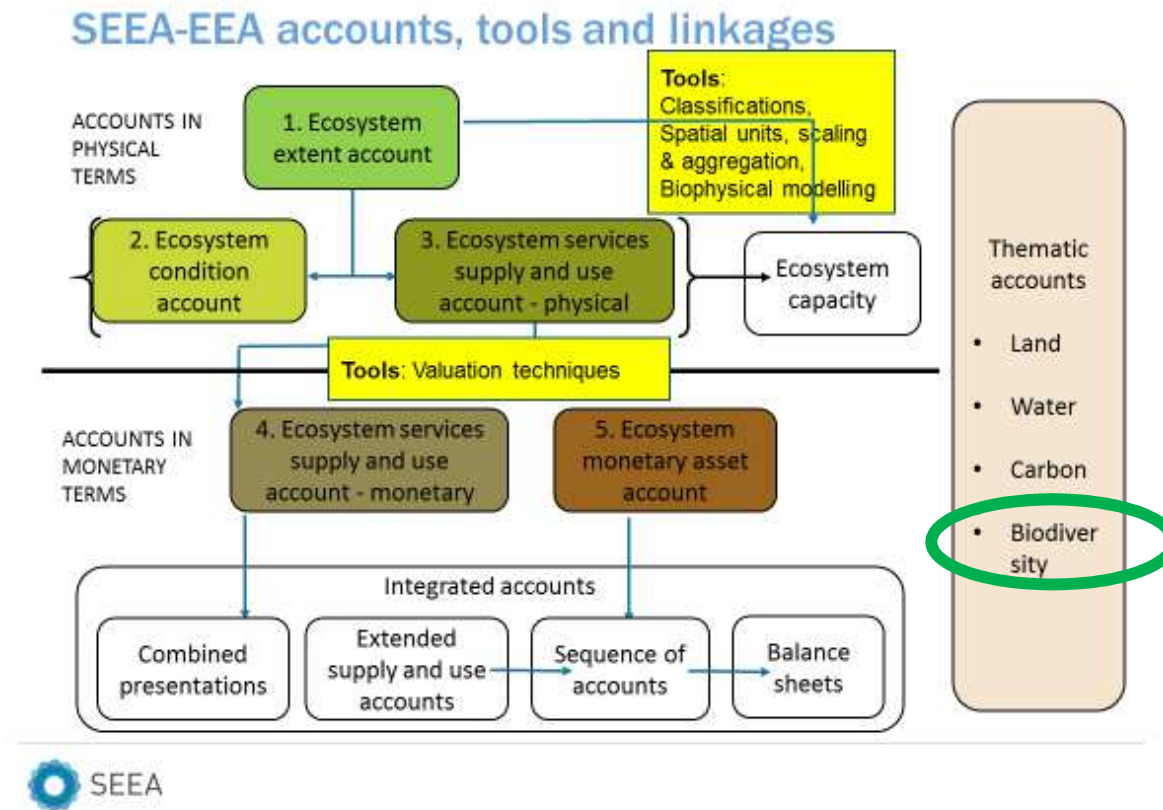 SEEA-EEA accounts, tools and linkages
ACCOUNTS IN
PHYSICAL
TERMS
1. Ecosystem
extent account
Tools:
Classifications,
Spatial units, scaling
& aggregation,
Biophysical modelling
2. Ecosystem
condition
account
3. Ecosystem services
supply and use
account - physical
Ecosystem
capacity
Tools: Valuation techniques
ACCOUNTS IN
MONETARY
TERMS
4. Ecosystem services
supply and use
account - monetary
5. Ecosystem
monetary asset
account
Integrated accounts
Combined
presentations
Extended
supply and use
accounts
Sequence of
accounts
Balance
sheets
Thematic
accounts
• Land
• Water
• Carbon
• Biodiver
sity
SEEA